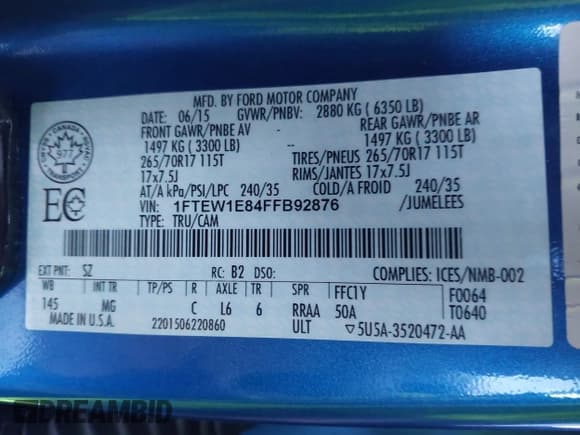 MFD. BY FORD MOTOR COMPANY
DATE: 06/15 GVWR/PNBV: 2880 KG ( 6350 LB)
FRONT GAWR/PNBE AV -- REAR GAWR/PNBE AR
1497 KG ( 3300 LB) -- 1497 KG ( 3300 LB)
265/70R17 115T TIRES/PNEUS 265/70R17 115T
17x7.5J RIMS/JANTES 17x7.5J
AT/A kPa/PSI/LPC 240/35 COLD/A FROID 240/35
VIN: 1FTEW1E84FFB92876 /JUMELEES
TYPE: TRU/CAM
CANADA
977
TRANSPORT
EC
EXT PNT: SZ RC: B2 DSO: COMPLIES: ICES/NMB-002
WB INT TR TP/PS R AXLE TR SPR FFC1Y F0064
145 MG C L6 6 RRAA 50A T0640
MADE IN U.S.A. 2201506220860 ULT ▽5U5A-3520472-AA
DREAMBID